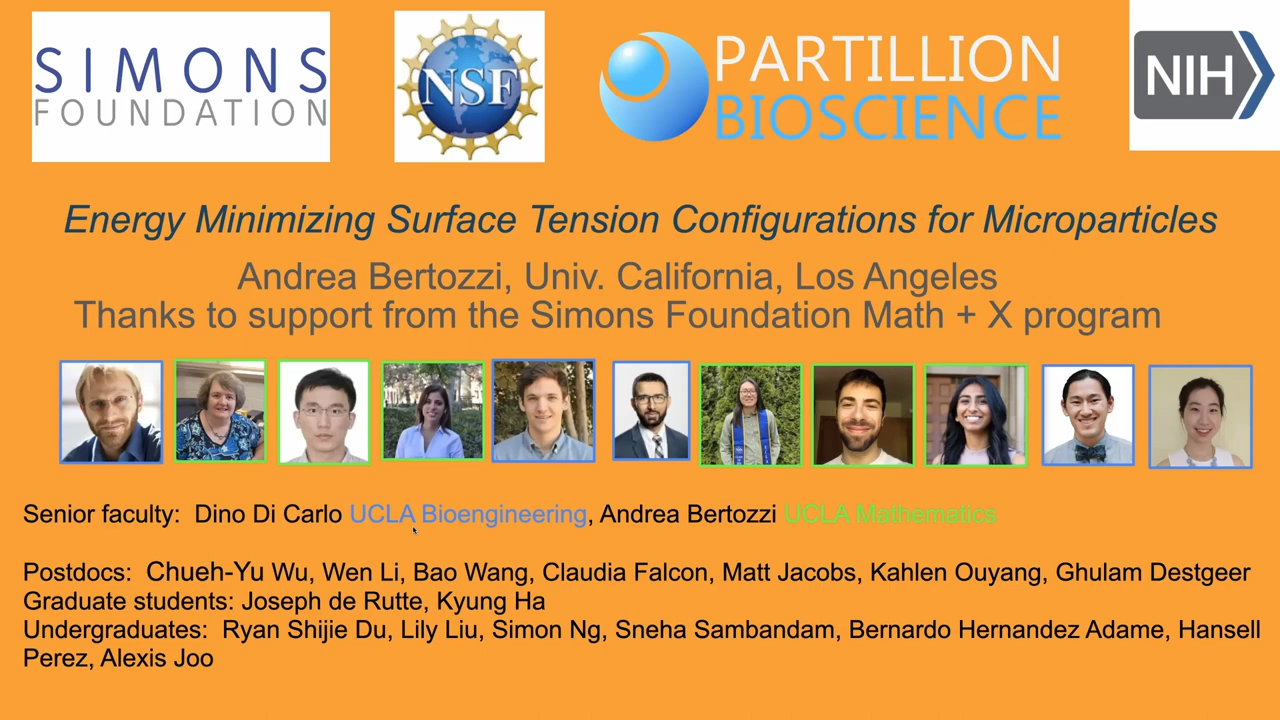 SIMONS
FOUNDATION
NSF
PARTILLION
BIOSCIENCE
NIH
Energy Minimizing Surface Tension Configurations for Microparticles
Andrea Bertozzi, Univ. California, Los Angeles
Thanks to support from the Simons Foundation Math + X program
Senior faculty: Dino Di Carlo UCLA Bioengineering, Andrea Bertozzi UCLA Mathematics
Postdocs: Chueh-Yu Wu, Wen Li, Bao Wang, Claudia Falcon, Matt Jacobs, Kahlen Ouyang, Ghulam Destgeer
Graduate students: Joseph de Rutte, Kyung Ha
Undergraduates: Ryan Shijie Du, Lily Liu, Simon Ng, Sneha Sambandam, Bernardo Hernandez Adame, Hansell
Perez, Alexis Joo